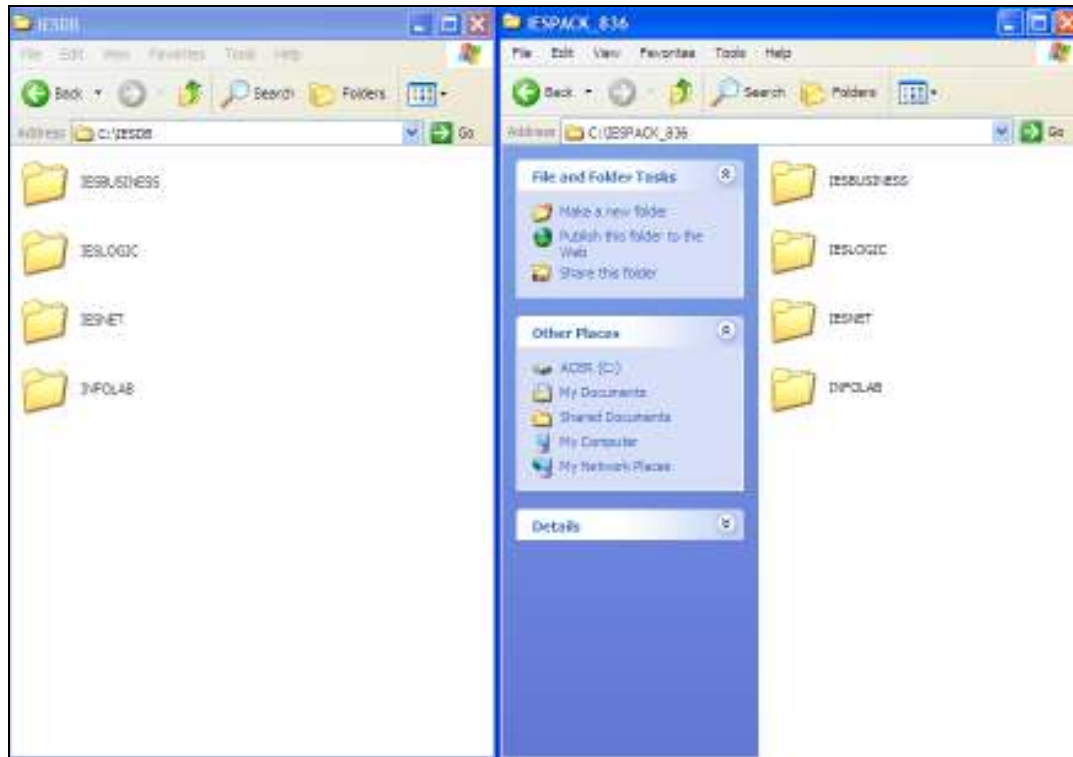 IESDB
File Edit View Favorites Tools Help
Back Search Folders
Address C:\IESDB Go
IESBUSINESS
IESLOGIC
IESNET
INFOLAB
IESPACK_836
File Edit View Favorites Tools Help
Back Search Folders
Address C:\IESPACK_836 Go
File and Folder Tasks
Make a new folder
Publish this folder to the
Web
Share this folder
Other Places
ACER (C:)
My Documents
Shared Documents
My Computer
My Network Places
Details
IESBUSINESS
IESLOGIC
IESNET
INFOLAB